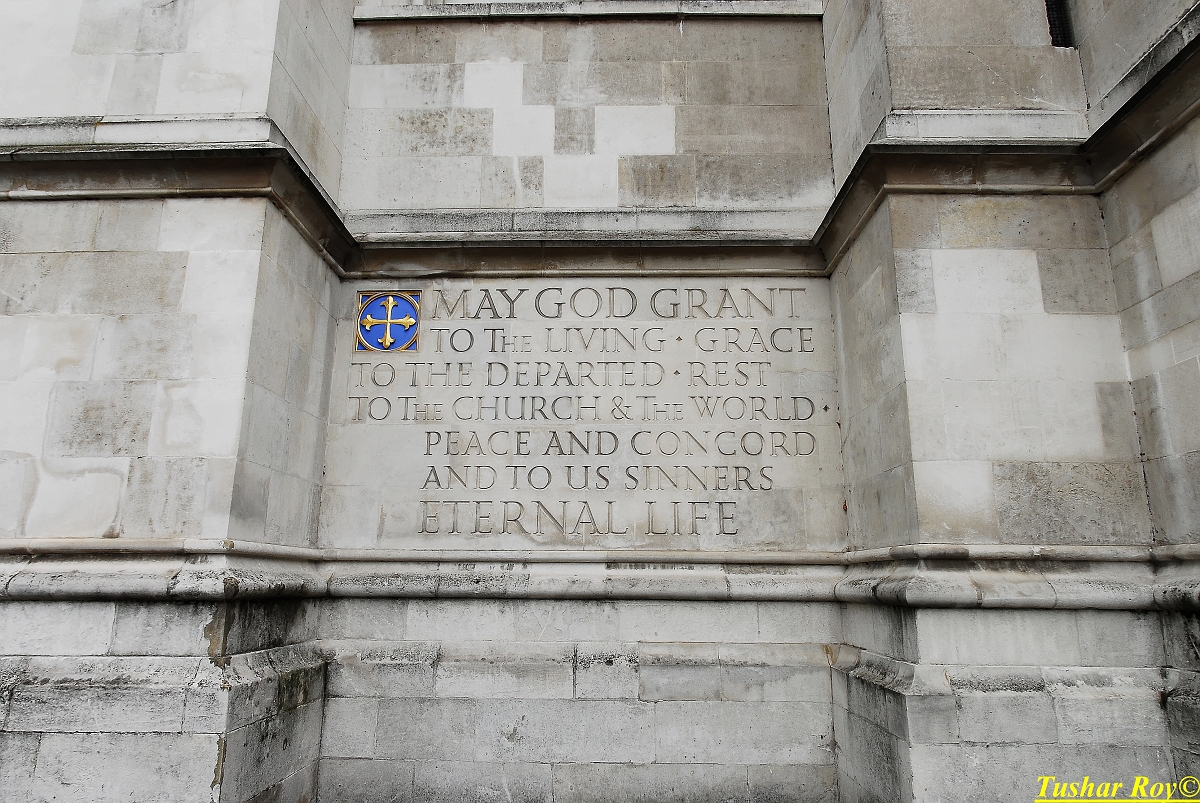 MAY GOD GRANT
TO THE LIVING · GRACE
TO THE DEPARTED · REST
TO THE CHURCH & THE WORLD ·
PEACE AND CONCORD
AND TO US SINNERS
ETERNAL LIFE
Tushar Roy©